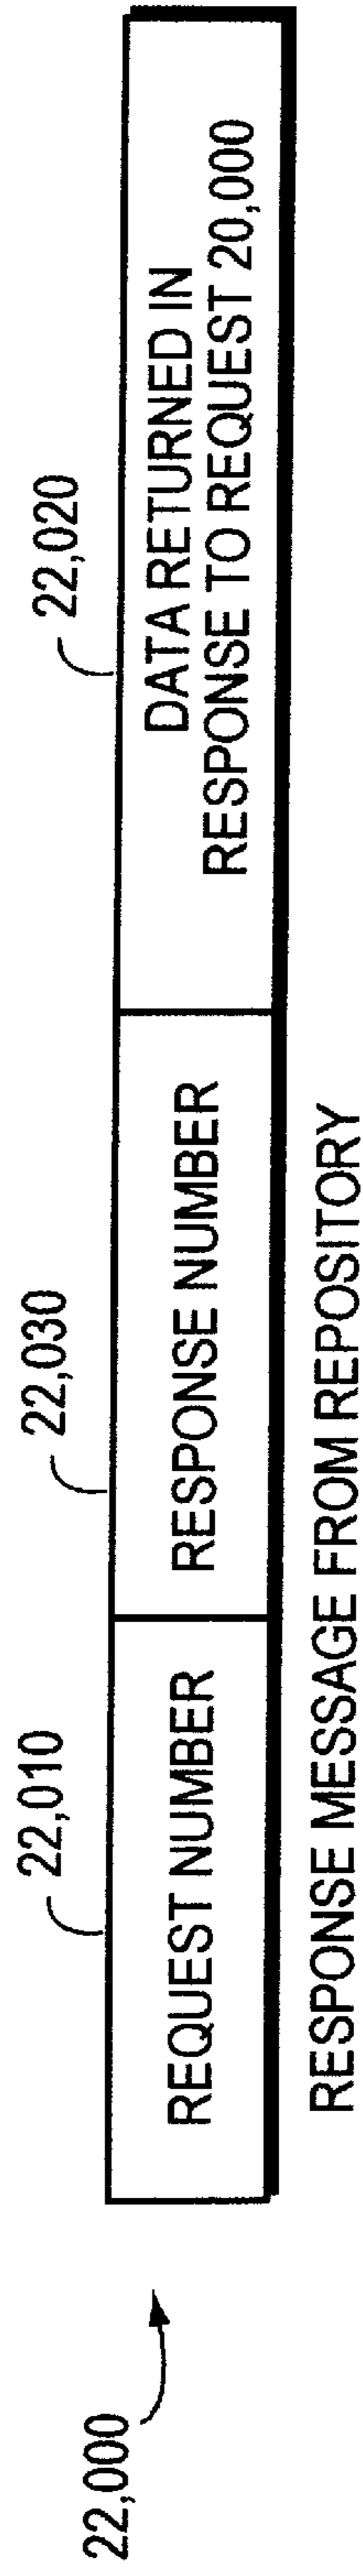 22,000
22,010
22,030
22,020
REQUEST NUMBER
RESPONSE NUMBER
DATA RETURNED IN
RESPONSE TO REQUEST 20,000
RESPONSE MESSAGE FROM REPOSITORY